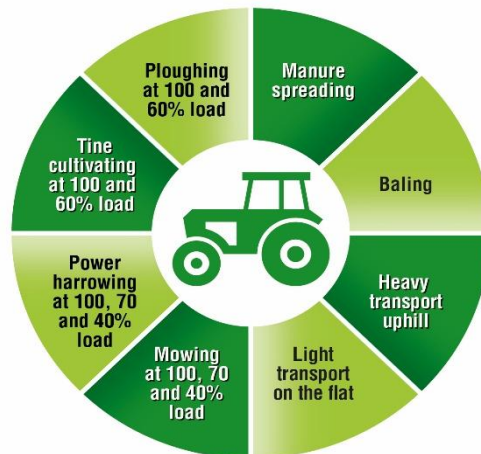 Ploughing
at 100 and
60% load
Manure
spreading
Baling
Heavy
transport
uphill
Light
transport
on the flat
Mowing
at 100, 70
and 40%
load
Power
harrowing
at 100, 70
and 40%
load
Tine
cultivating
at 100 and
60% load